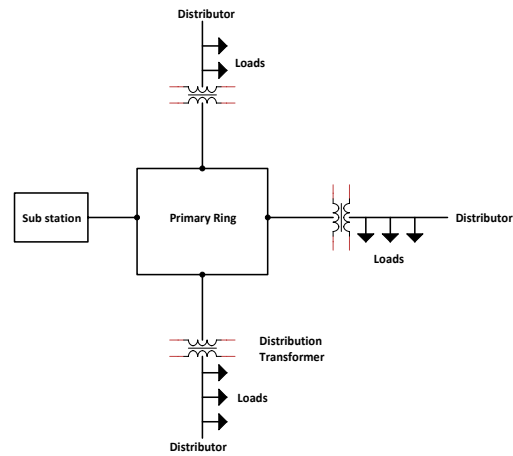 Distributor
Loads
Sub station
Primary Ring
Distributor
Loads
Distribution
Transformer
Loads
Distributor